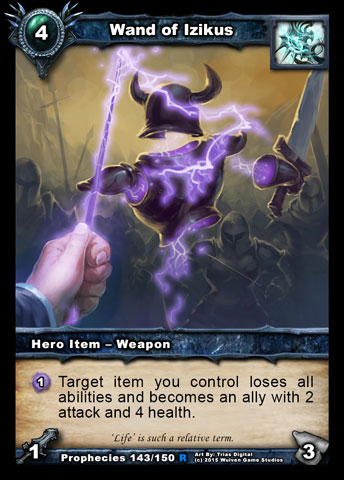 4
Wand of Izikus
Hero Item – Weapon
1 Target item you control loses all
abilities and becomes an ally with 2
attack and 4 health.
'Life' is such a relative term.
1
Prophecies 143/150 R
Art By: Trias Digital
(c) 2015 Wulven Game Studios
3